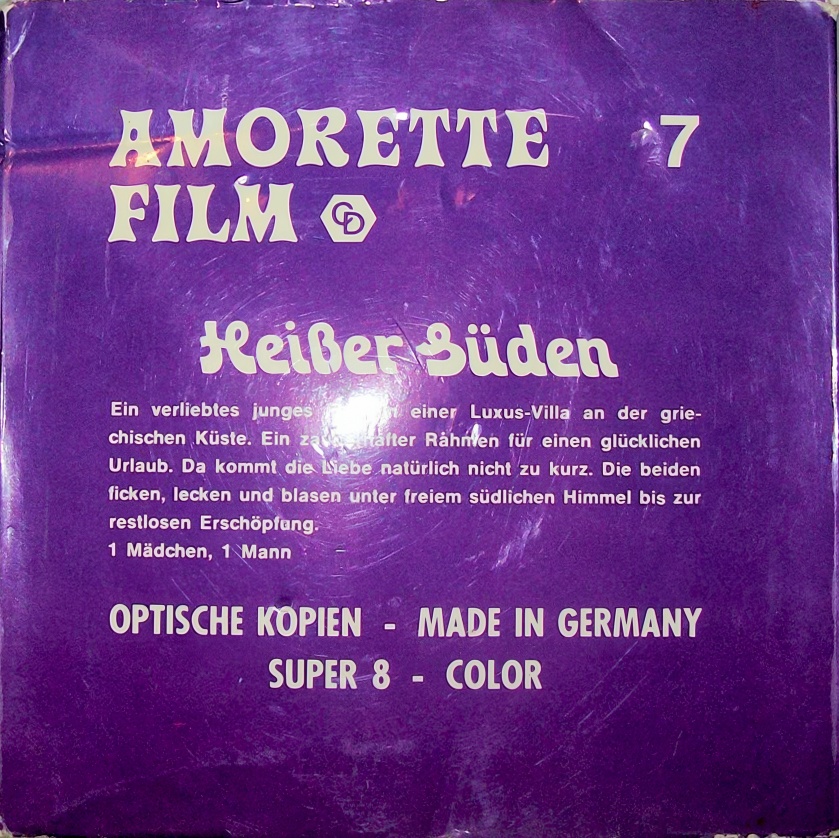 AMORETTE 7
FILM CD
Heißer Süden
Ein verliebtes junges einer Luxus-Villa an der grie-
chischen Küste. Ein zauberhafter Rahmen für einen glücklichen
Urlaub. Da kommt die Liebe natürlich nicht zu kurz. Die beiden
ficken, lecken und blasen unter freiem südlichen Himmel bis zur
restlosen Erschöpfung.
1 Mädchen, 1 Mann
OPTISCHE KOPIEN - MADE IN GERMANY
SUPER 8 - COLOR